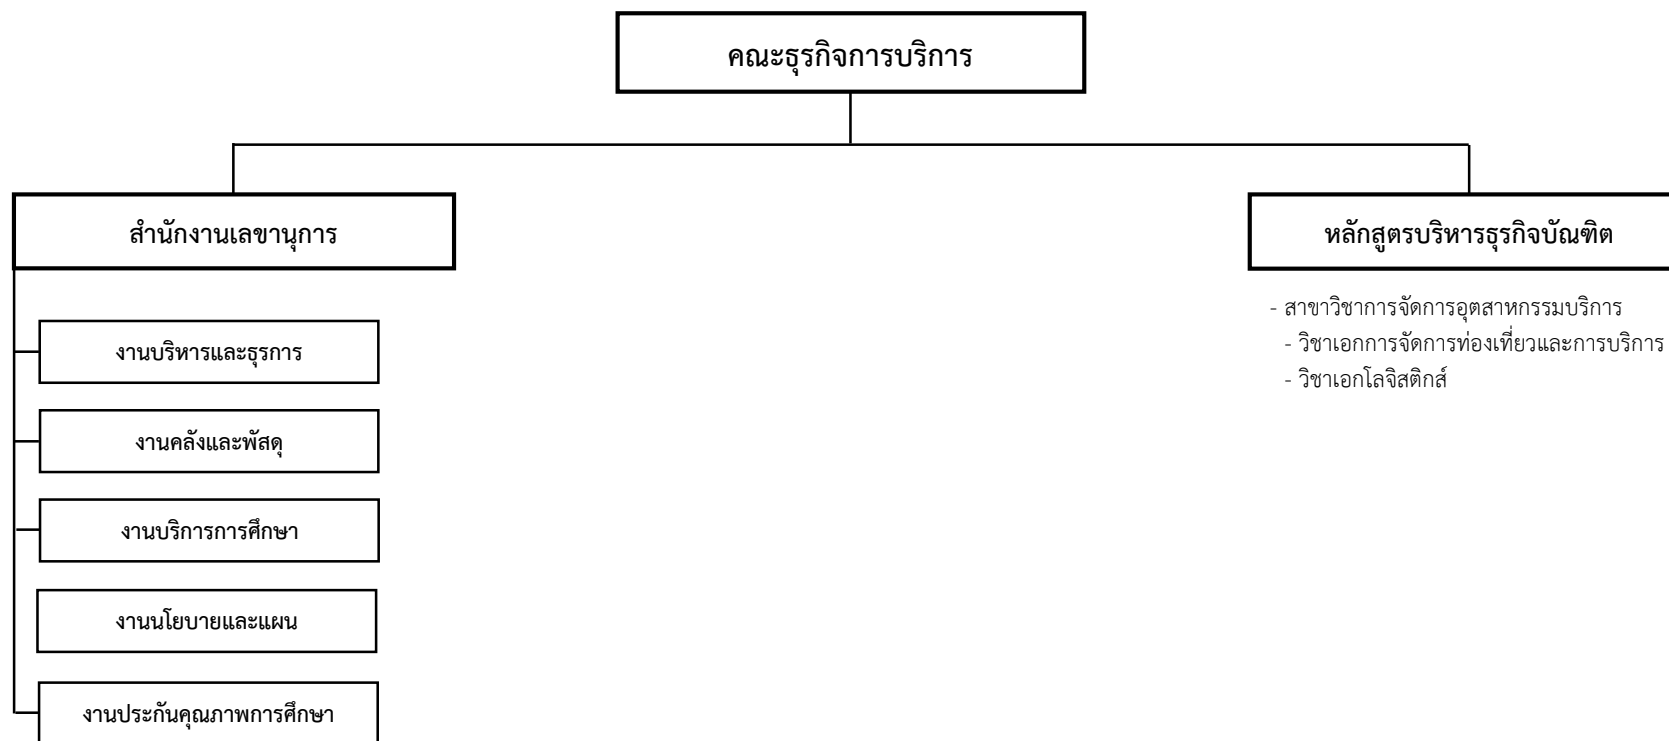 คณะธุรกิจการบริการ
สำนักงานเลขานุการ
หลักสูตรบริหารธุรกิจบัณฑิต
- สาขาวิชาการจัดการอุตสาหกรรมบริการ
- วิชาเอกการจัดการท่องเที่ยวและการบริการ
- วิชาเอกโลจิสติกส์
งานบริหารและธุรการ
งานคลังและพัสดุ
งานบริการการศึกษา
งานนโยบายและแผน
งานประกันคุณภาพการศึกษา